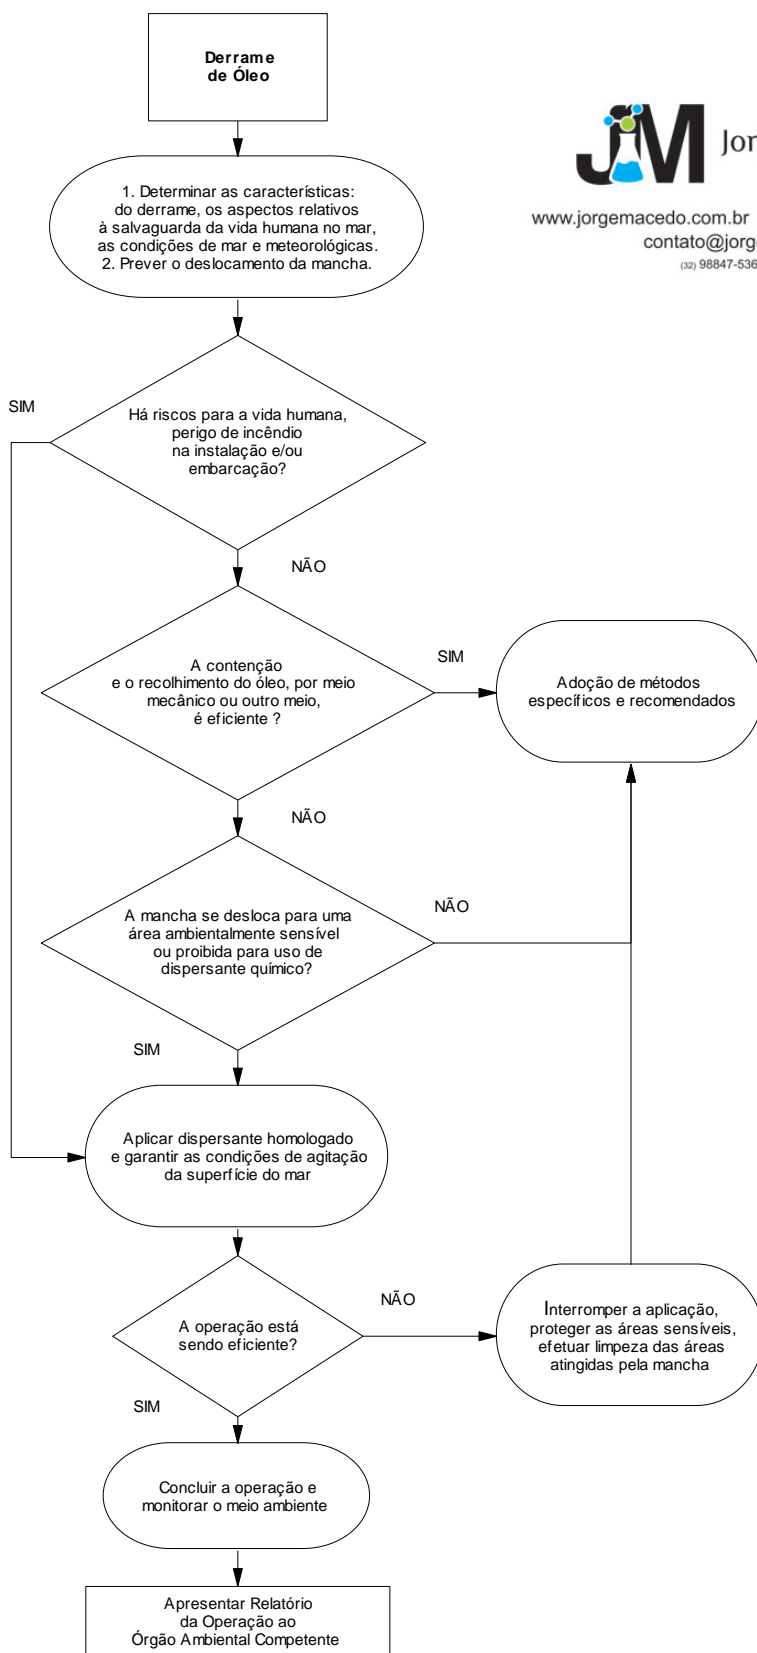 Derrame
de Óleo
JM
www.jorgemacedo.com.br
1. Determinar as características:
do derrame, os aspectos relativos
à salvaguarda da vida humana no mar,
as condições de mar e meteorológicas.
2. Prever o deslocamento da mancha.
SIM
Há riscos para a vida humana,
perigo de incêndio
na instalação e/ou
embarcação?
NÃO
A contenção
e o recolhimento do óleo, por meio
mecânico ou outro meio,
é eficiente ?
SIM
Adoção de métodos
específicos e recomendados
NÃO
A mancha se desloca para uma
área ambientalmente sensível
ou proibida para uso de
dispersante químico?
NÃO
SIM
Aplicar dispersante homologado
e garantir as condições de agitação
da superfície do mar
A operação está
sendo eficiente?
NÃO
Interromper a aplicação,
proteger as áreas sensíveis,
efetuar limpeza das áreas
atingidas pela mancha
SIM
Concluir a operação e
monitorar o meio ambiente
Apresentar Relatório
da Operação ao
Órgão Ambiental Competente